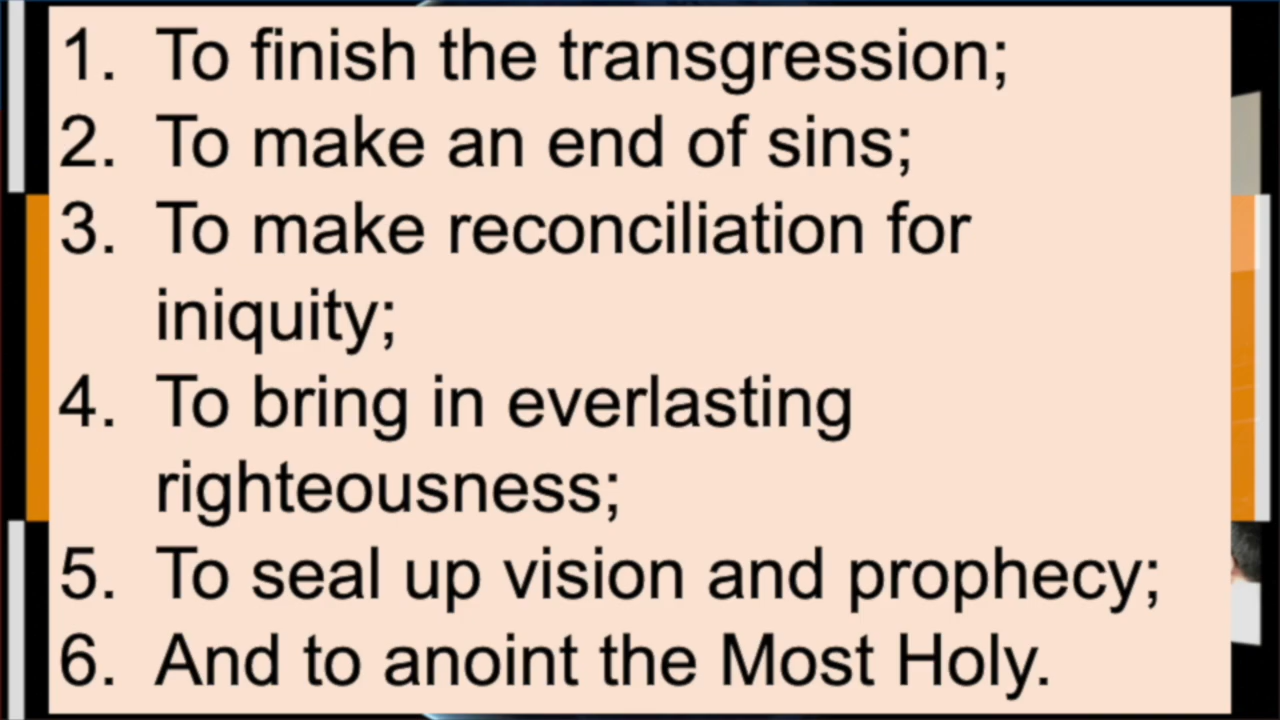 1. To finish the transgression;
2. To make an end of sins;
3. To make reconciliation for
iniquity;
4. To bring in everlasting
righteousness;
5. To seal up vision and prophecy;
6. And to anoint the Most Holy.